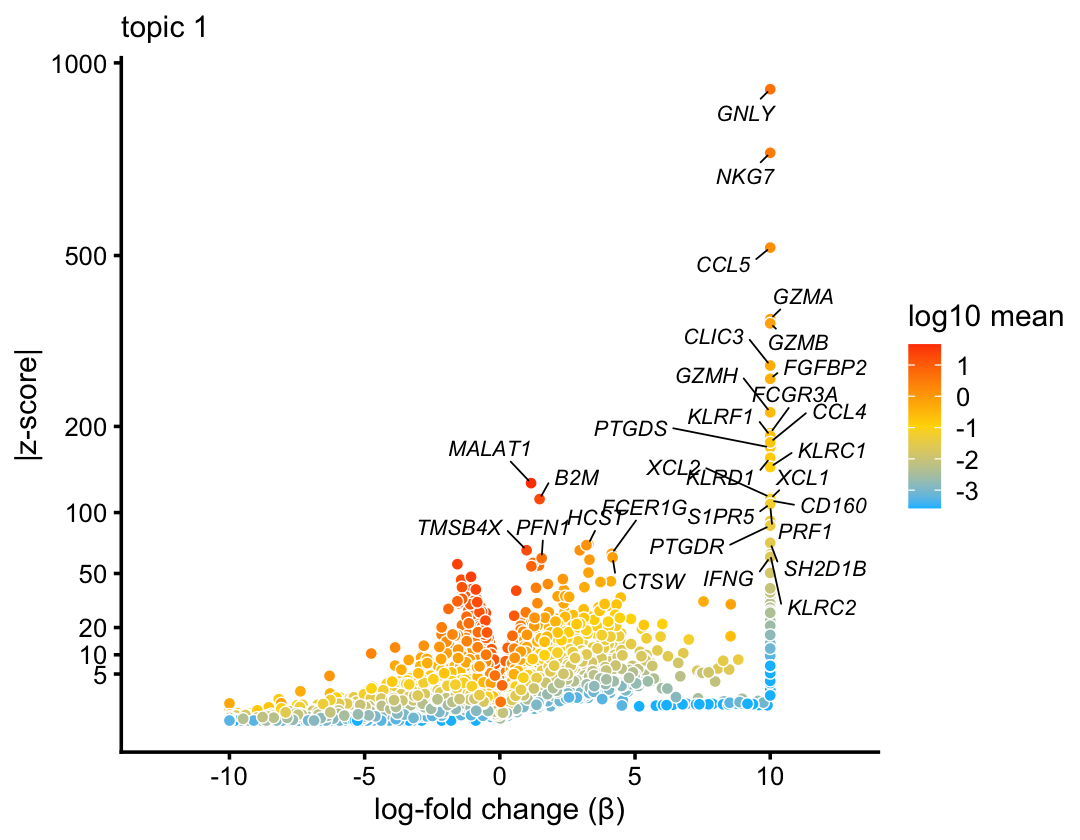 topic 1
1000
GNLY
NKG7
500
CCL5
GZMA
log10 mean
CLIC3
GZMB
FGFBP2
1
GZMH
FCGR3A
0
KLRF1
CCL4
200
PTGDS
-1
MALAT1
KLRC1
-2
XCL2
KLRD1
XCL1
B2M
-3
100
FCER1G
CD160
HCST
S1PR5
TMSB4X
PFN1
PRF1
PTGDR
50
CTSW
IFNG
SH2D1B
KLRC2
20
10
5
|z-score|
-10
-5
0
5
10
log-fold change (β)